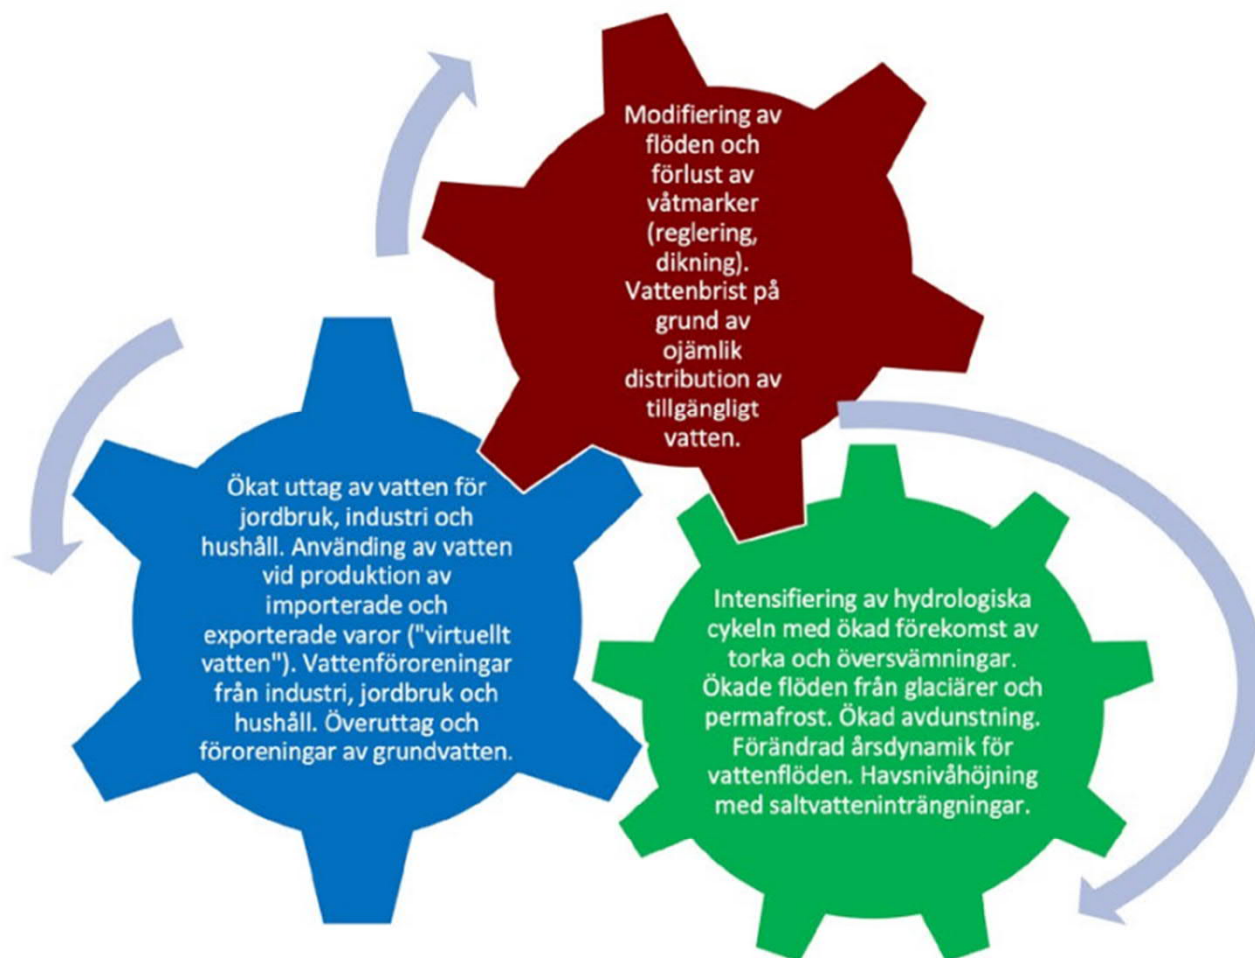 Modifiering av
flöden och
förlust av
våtmarker
(reglering,
dikning).
Vattenbrist på
grund av
ojämlik
distribution av
tillgängligt
vatten.
Ökat uttag av vatten för
jordbruk, industri och
hushåll. Använding av vatten
vid produktion av
importerade och
exporterade varor ("virtuellt
vatten"). Vattenföroreningar
från industri, jordbruk och
hushåll. Överuttag och
föroreningar av grundvatten.
Intensifiering av hydrologiska
cykeln med ökad förekomst av
torka och översvämningar.
Ökade flöden från glaciärer och
permafrost. Ökad avdunstning.
Förändrad årsdynamik för
vattenflöden. Havsnivåhöjning
med saltvatteninträngningar.